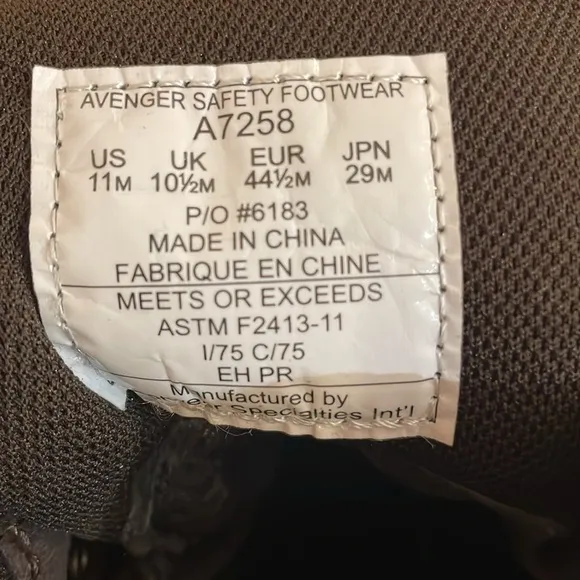 AVENGER SAFETY FOOTWEAR
A7258
US UK EUR JPN
11M 10½M 44½M 29M
P/O #6183
MADE IN CHINA
FABRIQUE EN CHINE
MEETS OR EXCEEDS
ASTM F2413-11
I/75 C/75
EH PR
Manufactured by
Specialties Int'l